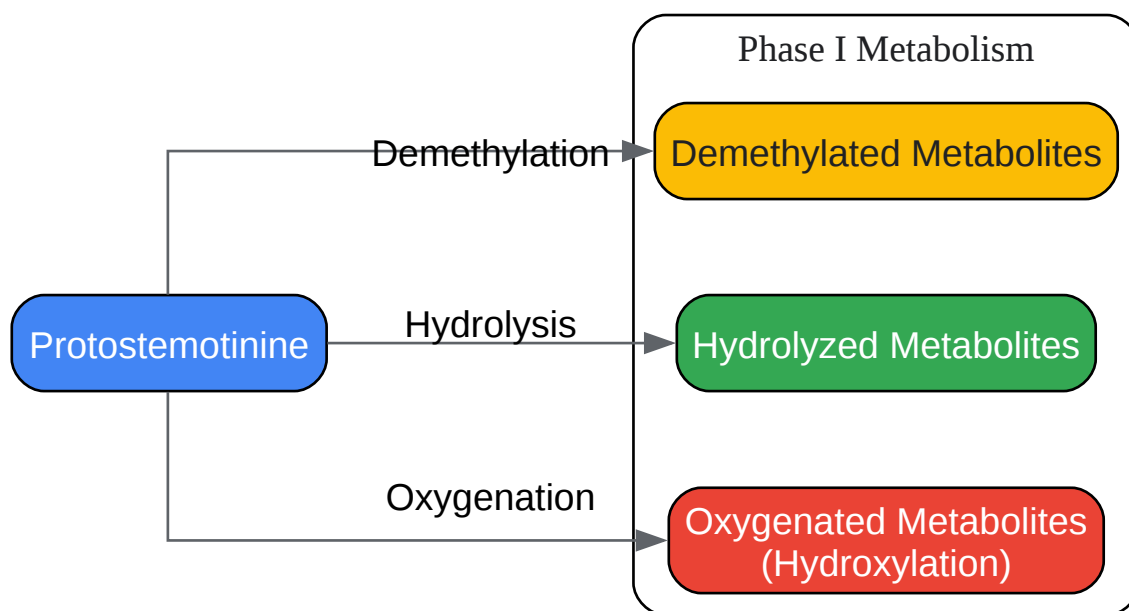 Phase I Metabolism
Demethylation
Demethylated Metabolites
Protostemotinine
Hydrolysis
Hydrolyzed Metabolites
Oxygenation
Oxygenated Metabolites
(Hydroxylation)